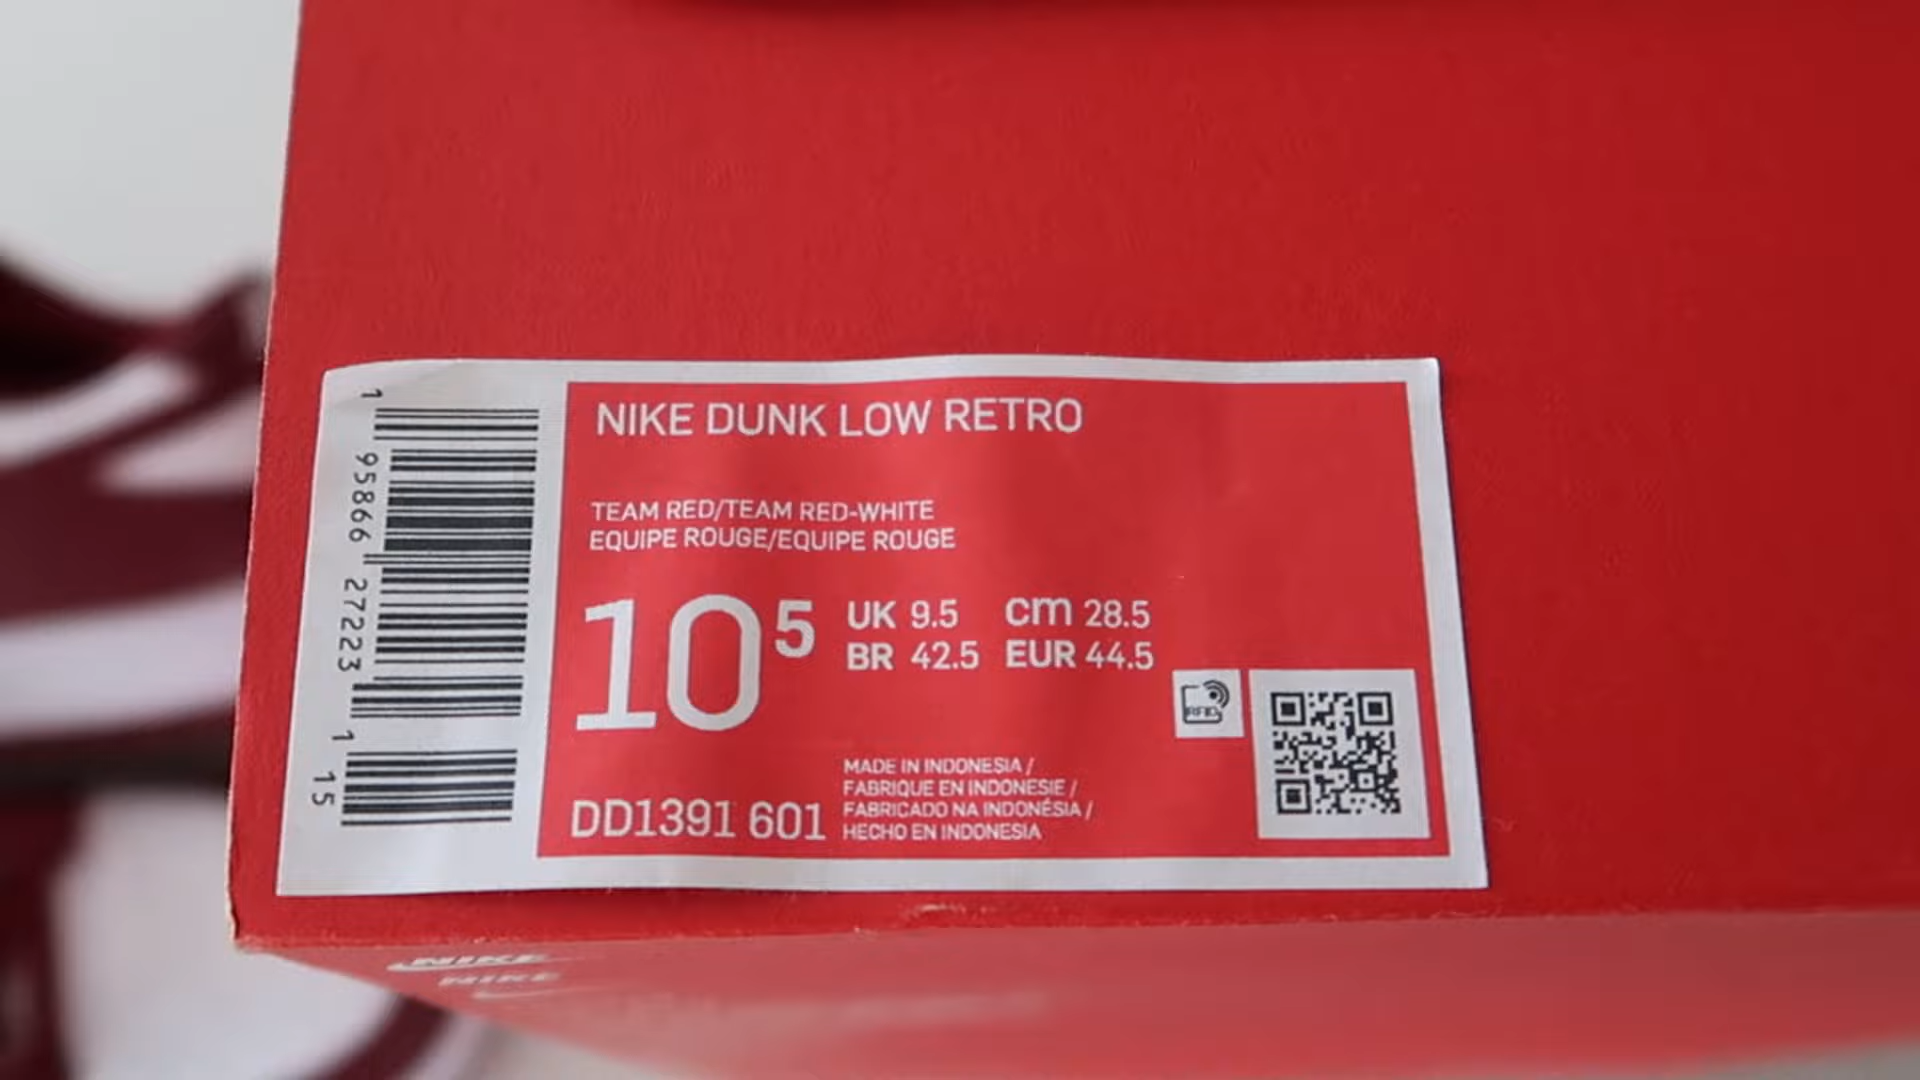 NIKE DUNK LOW RETRO
TEAM RED/TEAM RED-WHITE
EQUIPE ROUGE/EQUIPE ROUGE
10 5
UK 9.5 cm 28.5
BR 42.5 EUR 44.5
RFID
DD1391 601
MADE IN INDONESIA /
FABRIQUE EN INDONESIE /
FABRICADO NA INDONÉSIA /
HECHO EN INDONESIA
1 95866 27223 1 15
NIKE
NIKE